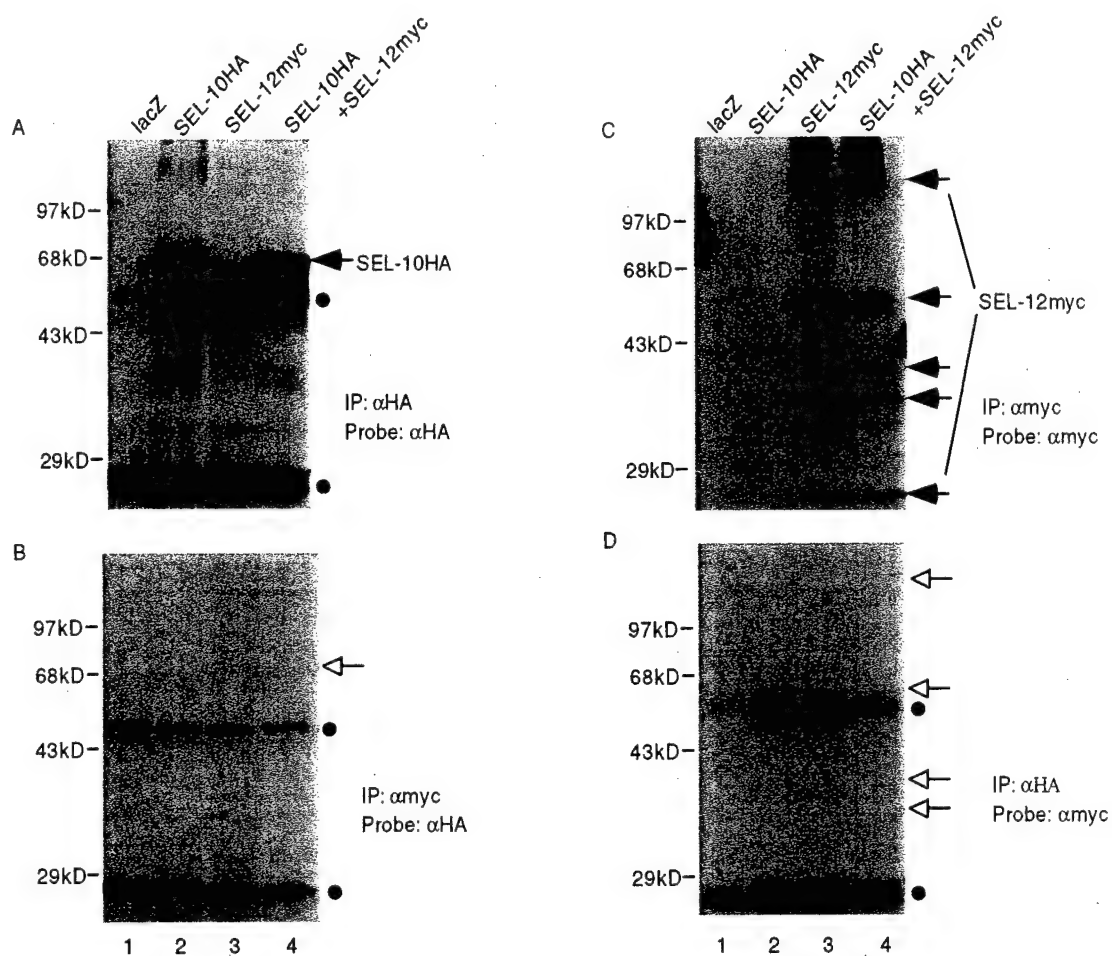 A
lacZ
SEL-10HA
SEL-12myc
SEL-10HA
+SEL-12myc
97kD
68kD
43kD
29kD
SEL-10HA
IP: αHA
Probe: αHA
C
lacZ
SEL-10HA
SEL-12myc
SEL-10HA
+SEL-12myc
97kD
68kD
43kD
29kD
SEL-12myc
IP: αmyc
Probe: αmyc
B
97kD
68kD
43kD
29kD
IP: αmyc
Probe: αHA
1 2 3 4
D
97kD
68kD
43kD
29kD
IP: αHA
Probe: αmyc
1 2 3 4